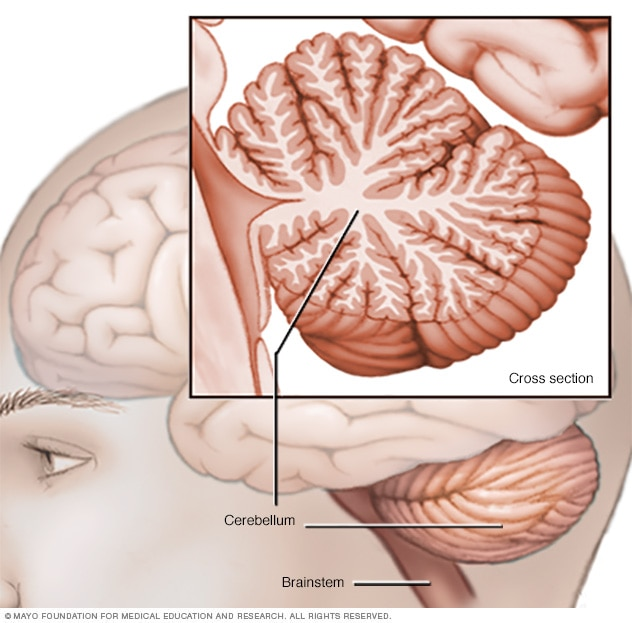 Cross section
Cerebellum
Brainstem
© MAYO FOUNDATION FOR MEDICAL EDUCATION AND RESEARCH. ALL RIGHTS RESERVED.